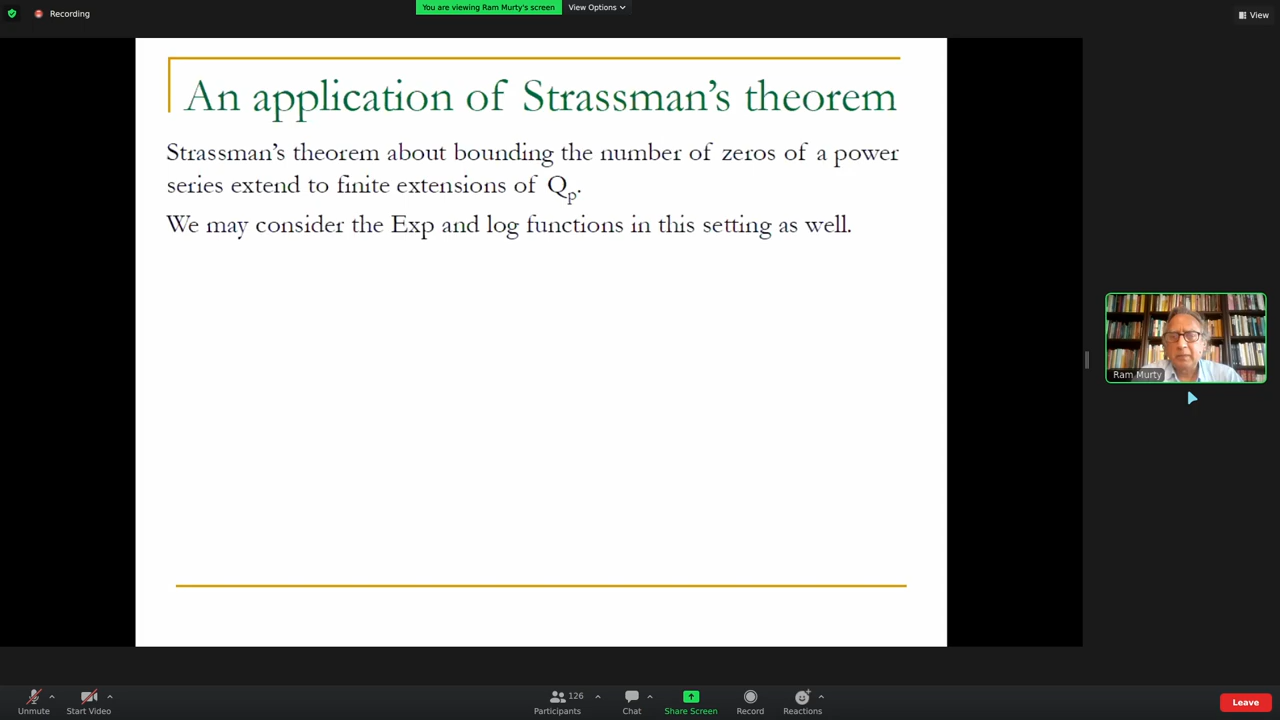 Recording
You are viewing Ram Murty's screen
View Options
View
An application of Strassman's theorem
Strassman's theorem about bounding the number of zeros of a power
series extend to finite extensions of Qp.
We may consider the Exp and log functions in this setting as well.
Ram Murty
Unmute
Start Video
126
Participants
Chat
Share Screen
Record
Reactions
Leave